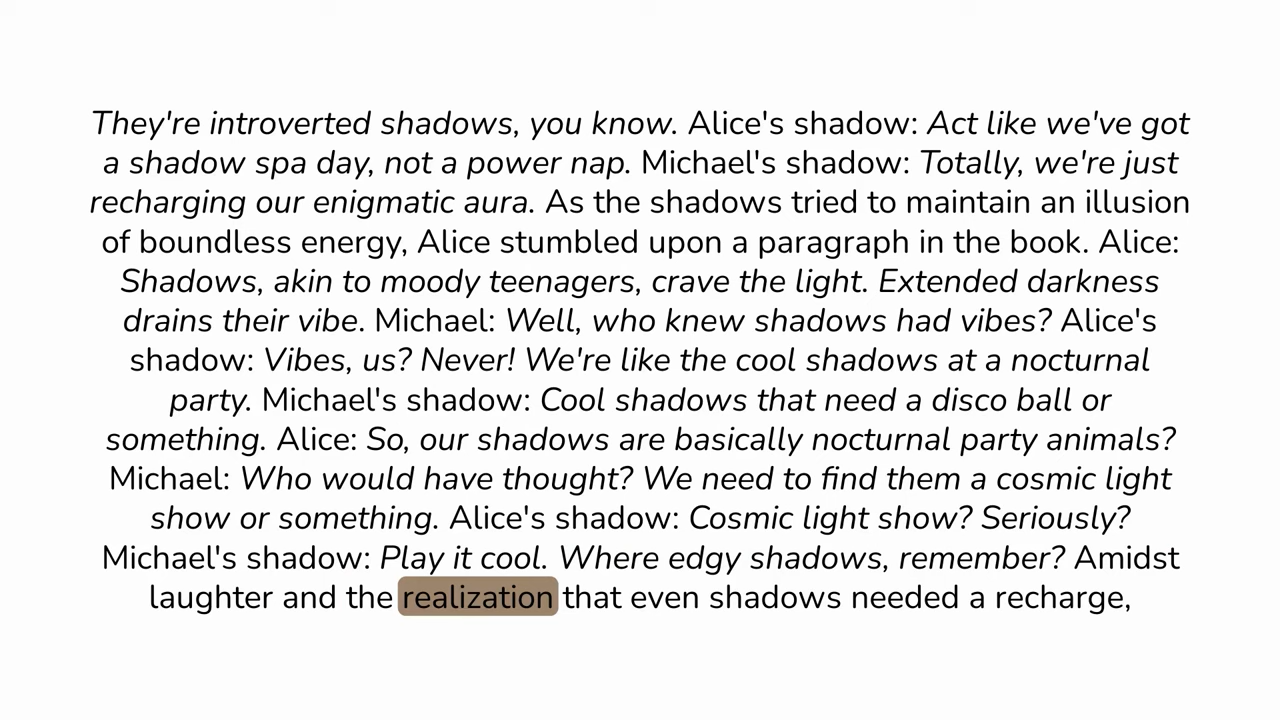 They're introverted shadows, you know. Alice's shadow: Act like we've got
a shadow spa day, not a power nap. Michael's shadow: Totally, we're just
recharging our enigmatic aura. As the shadows tried to maintain an illusion
of boundless energy, Alice stumbled upon a paragraph in the book. Alice:
Shadows, akin to moody teenagers, crave the light. Extended darkness
drains their vibe. Michael: Well, who knew shadows had vibes? Alice's
shadow: Vibes, us? Never! We're like the cool shadows at a nocturnal
party. Michael's shadow: Cool shadows that need a disco ball or
something. Alice: So, our shadows are basically nocturnal party animals?
Michael: Who would have thought? We need to find them a cosmic light
show or something. Alice's shadow: Cosmic light show? Seriously?
Michael's shadow: Play it cool. Where edgy shadows, remember? Amidst
laughter and the realization that even shadows needed a recharge,